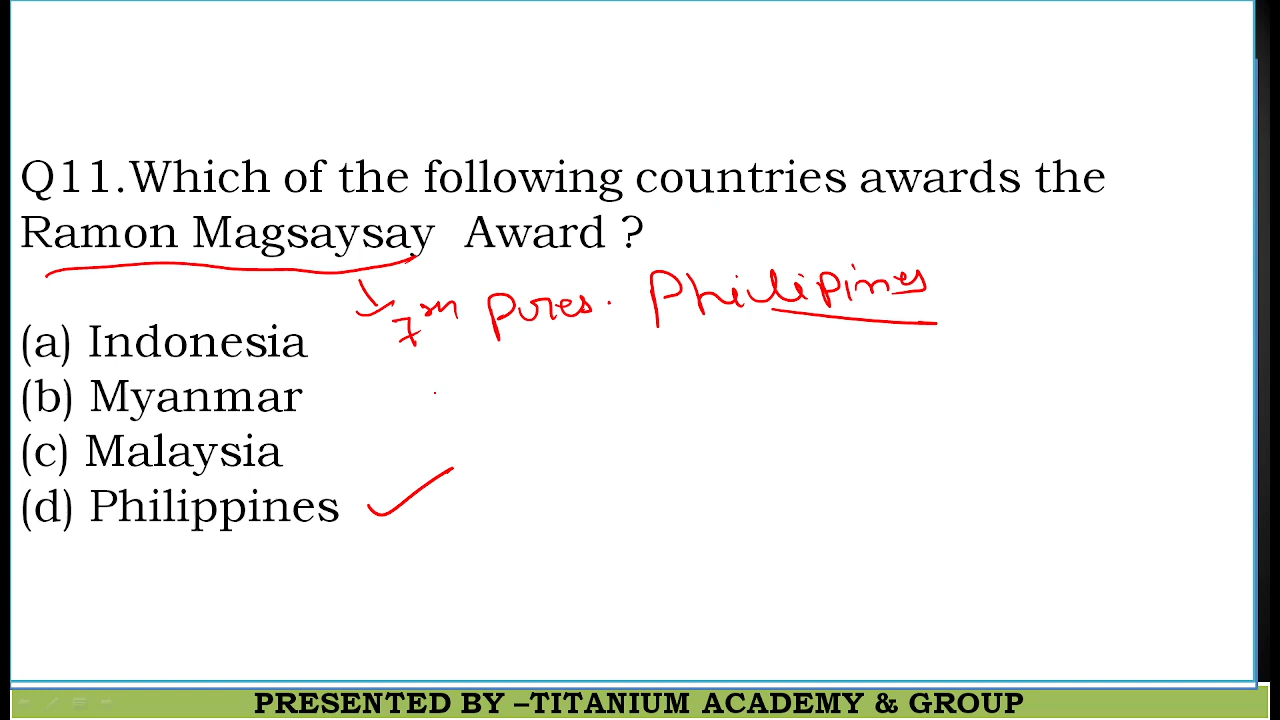 Q11.Which of the following countries awards the
Ramon Magsaysay Award ?
7th pres. Philipines
(a) Indonesia
(b) Myanmar
(c) Malaysia
(d) Philippines
PRESENTED BY –TITANIUM ACADEMY & GROUP